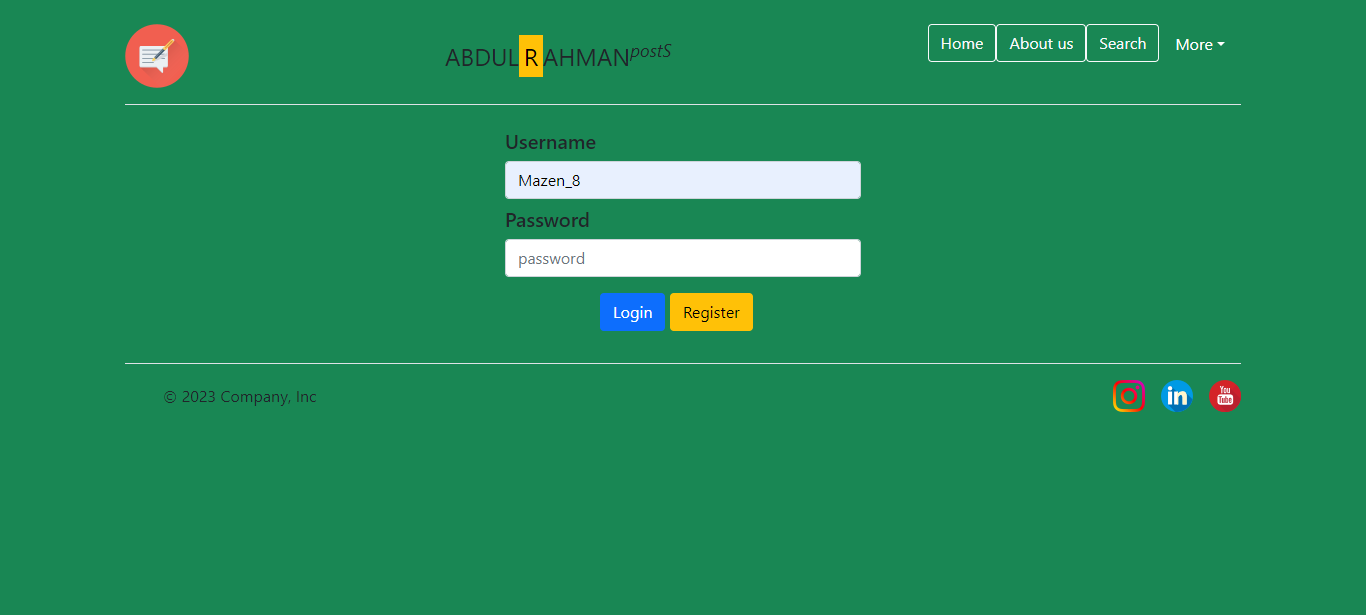 ABDULRAHMANpostS
Home About us Search More
Username
Mazen_8
Password
password
Login Register
© 2023 Company, Inc
in You Tube